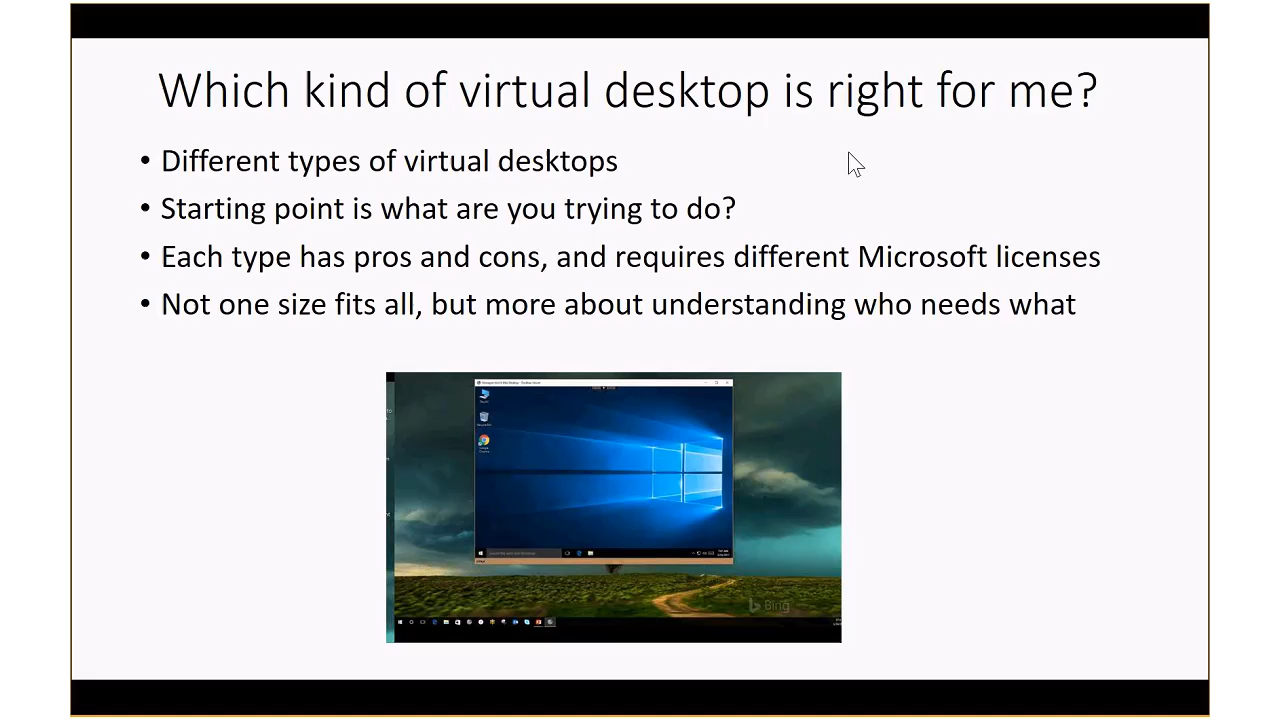 Which kind of virtual desktop is right for me?
• Different types of virtual desktops
• Starting point is what are you trying to do?
• Each type has pros and cons, and requires different Microsoft licenses
• Not one size fits all, but more about understanding who needs what
Bing